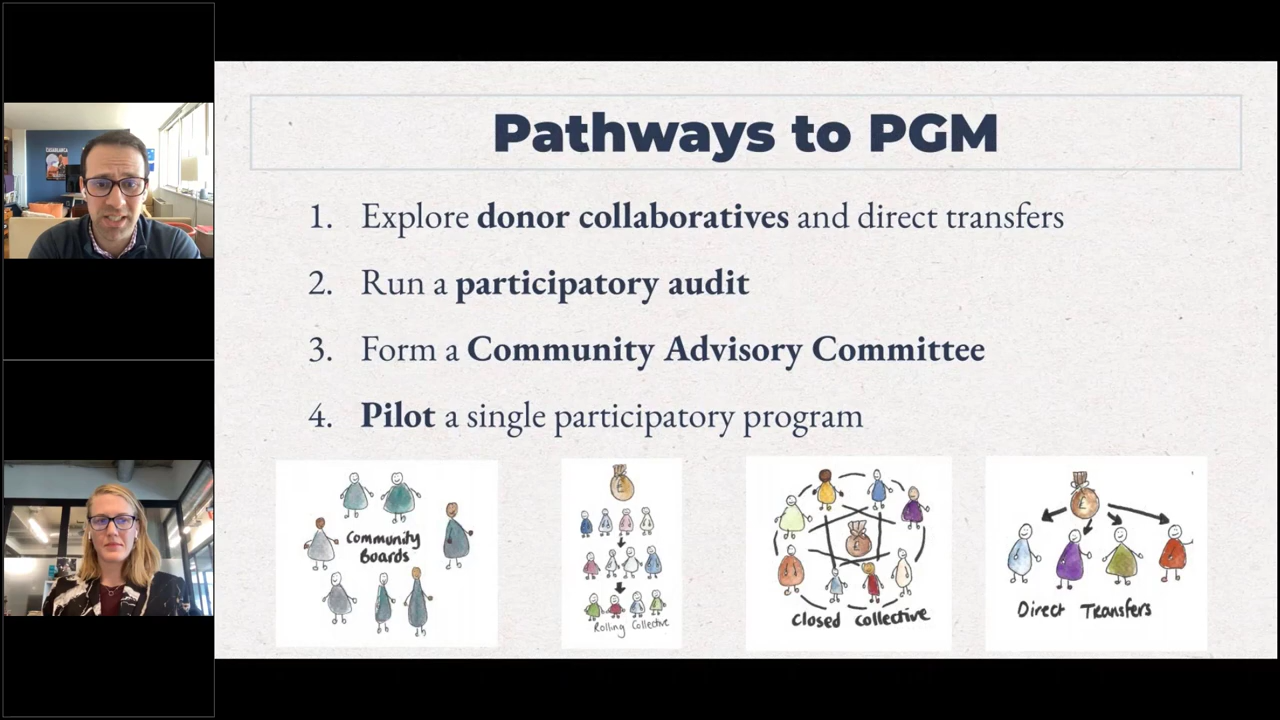 CASABLANCA
Pathways to PGM
1. Explore donor collaboratives and direct transfers
2. Run a participatory audit
3. Form a Community Advisory Committee
4. Pilot a single participatory program
Community
Boards
£
Rolling Collective
£
Closed Collective
£
Direct Transfers